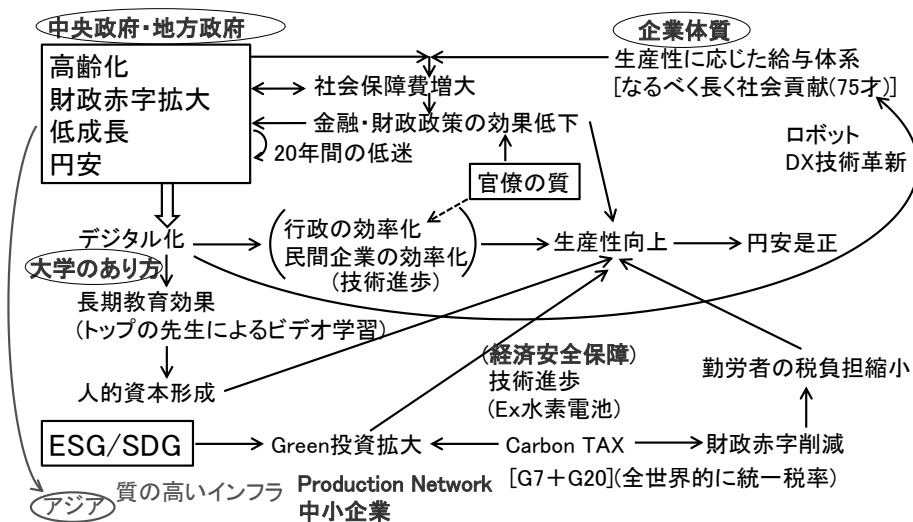 中央政府・地方政府
企業体質
高齢化
財政赤字拡大
低成長
円安
社会保障費増大
金融・財政政策の効果低下
20年間の低迷
官僚の質
生産性に応じた給与体系
[なるべく長く社会貢献(75才)]
ロボット
DX技術革新
デジタル化
行政の効率化
民間企業の効率化
(技術進歩)
生産性向上
円安是正
大学のあり方
長期教育効果
(トップの先生によるビデオ学習)
人的資本形成
(経済安全保障)
技術進歩
(Ex水素電池)
勤労者の税負担縮小
ESG/SDG
Green投資拡大
Carbon TAX
財政赤字削減
[G7+G20](全世界的に統一税率)
アジア
質の高いインフラ
Production Network
中小企業